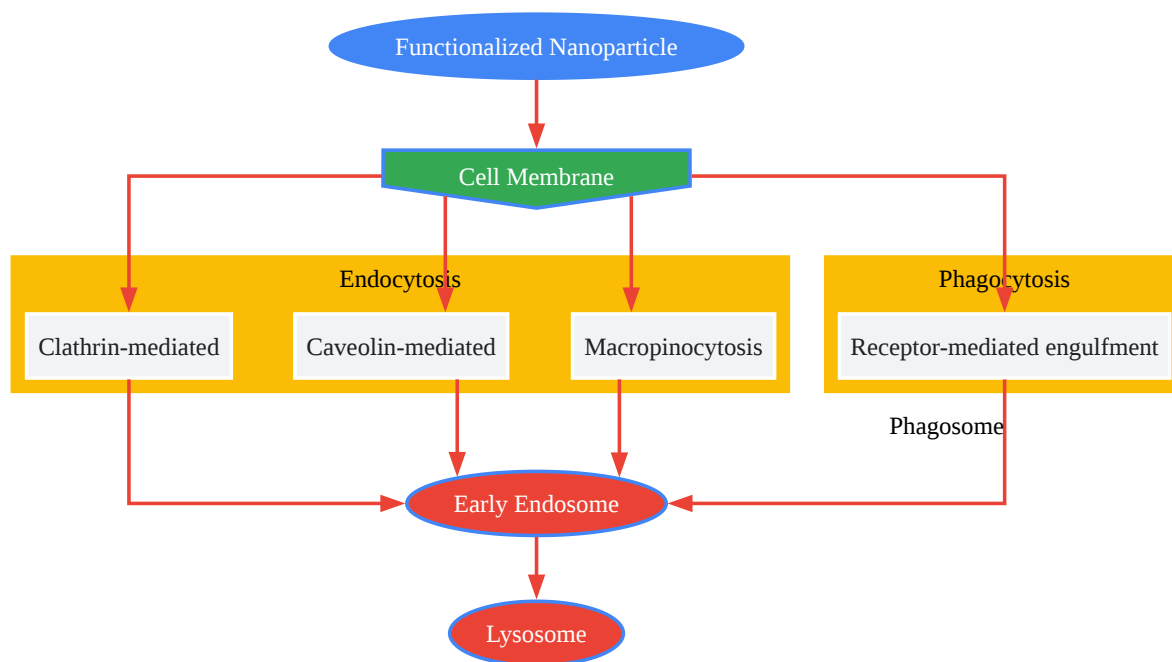 Functionalized Nanoparticle
Cell Membrane
Endocytosis
Phagocytosis
Clathrin-mediated
Caveolin-mediated
Macropinocytosis
Receptor-mediated engulfment
Phagosome
Early Endosome
Lysosome